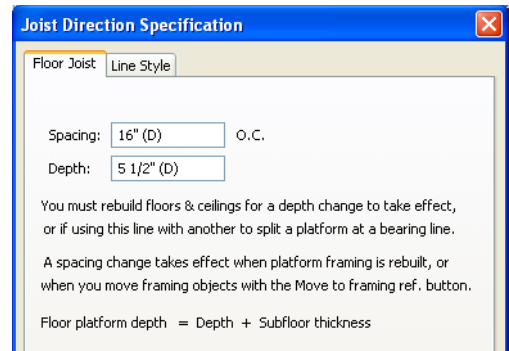 Joist Direction Specification
Floor Joist Line Style
Spacing: 16" (D) O.C.
Depth: 5 1/2" (D)
You must rebuild floors & ceilings for a depth change to take effect,
or if using this line with another to split a platform at a bearing line.
A spacing change takes effect when platform framing is rebuilt, or
when you move framing objects with the Move to framing ref. button.
Floor platform depth = Depth + Subfloor thickness